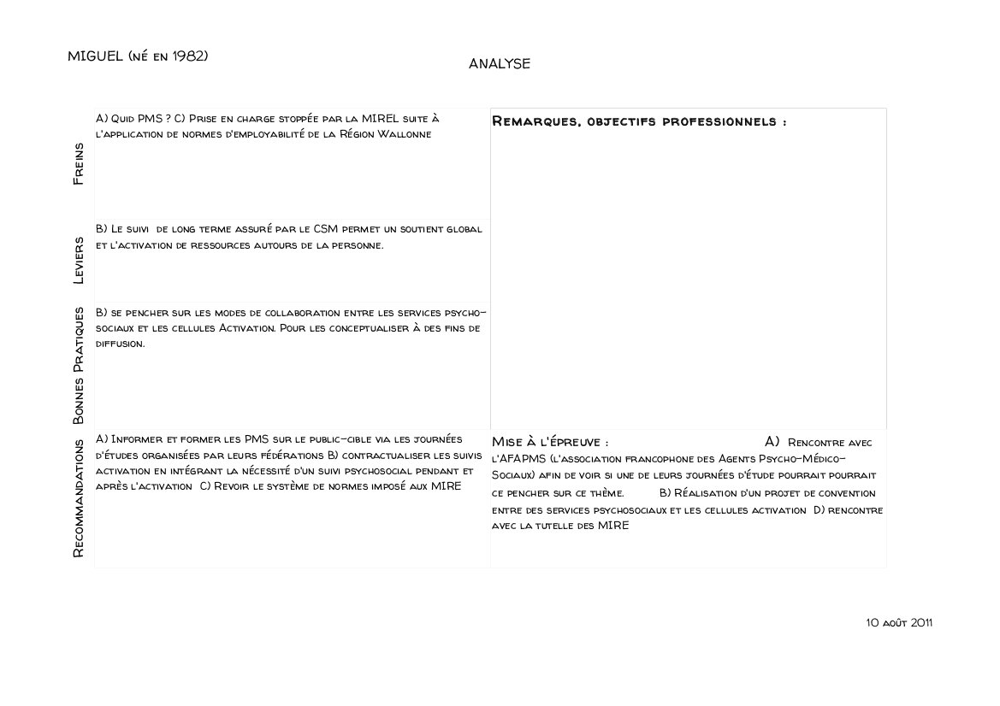 MIGUEL (né en 1982)
ANALYSE
Freins
A) Quid PMS ? C) Prise en charge stoppée par la MIREL suite à
l'application de normes d'employabilité de la Région Wallonne
Remarques, objectifs professionnels :
Leviers
B) Le suivi de long terme assuré par le CSM permet un soutient global
et l'activation de ressources autours de la personne.
Bonnes Pratiques
B) se pencher sur les modes de collaboration entre les services psycho-
sociaux et les cellules Activation. Pour les conceptualiser à des fins de
diffusion.
Recommandations
A) Informer et former les PMS sur le public-cible via les journées
d'études organisées par leurs fédérations B) contractualiser les suivis
activation en intégrant la nécessité d'un suivi psychosocial pendant et
après l'activation C) Revoir le système de normes imposé aux MIRE
Mise à l'épreuve : A) Rencontre avec
l'AFAPMS (l'association francophone des Agents Psycho-Médico-
Sociaux) afin de voir si une de leurs journées d'étude pourrait pourrait
ce pencher sur ce thème. B) Réalisation d'un projet de convention
entre des services psychosociaux et les cellules activation D) rencontre
avec la tutelle des MIRE
10 août 2011